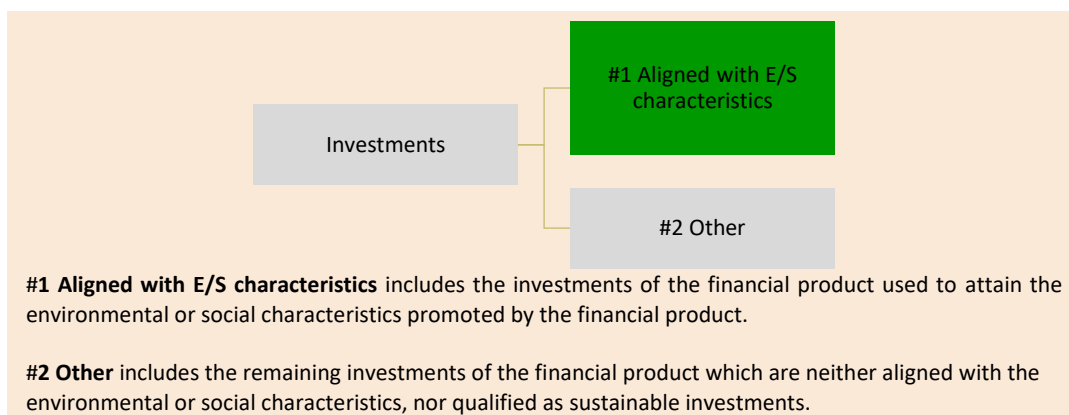 #1 Aligned with E/S
characteristics
Investments
#2 Other
#1 Aligned with E/S characteristics includes the investments of the financial product used to attain the
environmental or social characteristics promoted by the financial product.
#2 Other includes the remaining investments of the financial product which are neither aligned with the
environmental or social characteristics, nor qualified as sustainable investments.